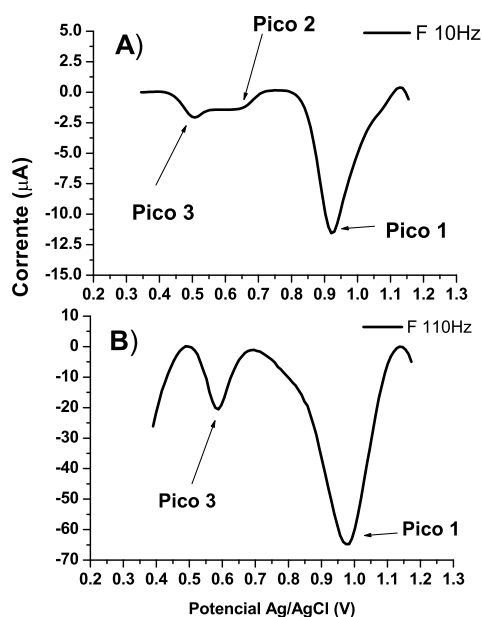 A)
Pico 2
F 10Hz
5.0
2.5
0.0
-2.5
-5.0
-7.5
-10.0
-12.5
-15.0
Pico 3
Pico 1
0.2 0.3 0.4 0.5 0.6 0.7 0.8 0.9 1.0 1.1 1.2 1.3
Corrente (µA)
B)
F 110Hz
10
0
-10
-20
-30
-40
-50
-60
-70
Pico 3
Pico 1
0.2 0.3 0.4 0.5 0.6 0.7 0.8 0.9 1.0 1.1 1.2 1.3
Potencial Ag/AgCl (V)